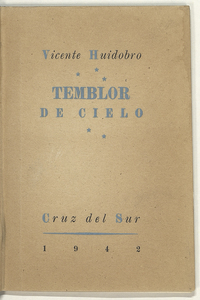 Vicente Huidobro
TEMBLOR
DE CIELO
Cruz del Sur
1942